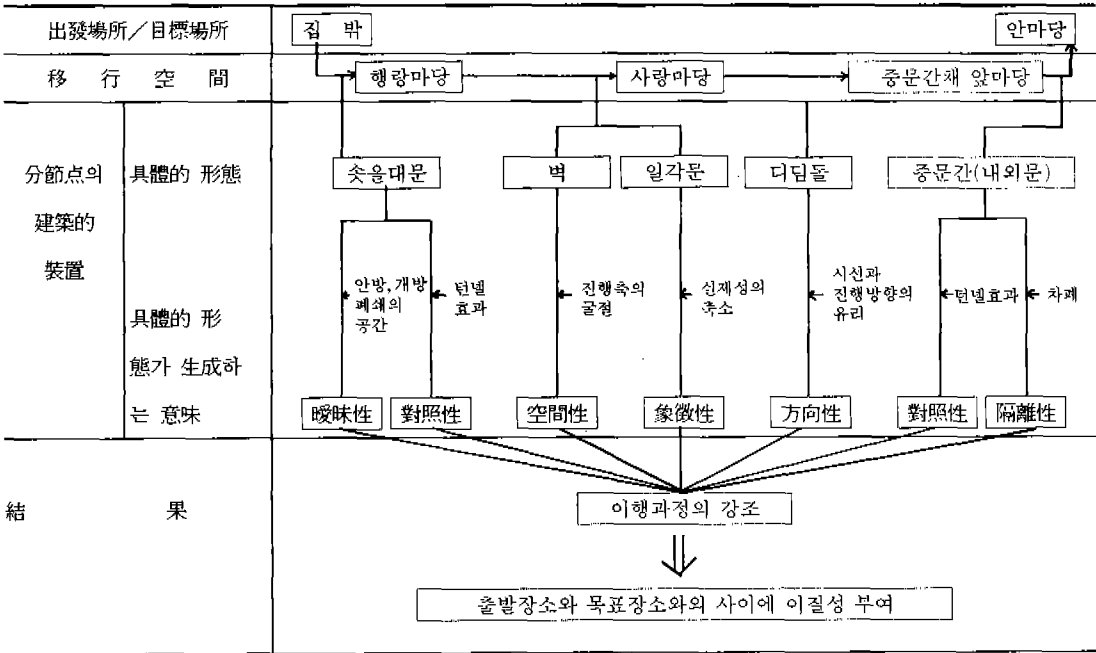 出發場所／目標場所
집 밖
안마당
移 行 空 間
행랑마당
사랑마당
중문간채 앞마당
分節点의
建築的
裝置
具體的 形態
솟을대문
벽
일각문
디딤돌
중문간(내외문)
具體的 形
態가 生成하
는 意味
안방,개방
폐쇄의
공간
턴넬
효과
진행축의
굴절
신재성의
축소
시선과
진행방향의
유리
턴넬효과
차폐
曖昧性
對照性
空間性
象徵性
方向性
對照性
隔離性
結 果
이행과정의 강조
출발장소와 목표장소와의 사이에 이질성 부여